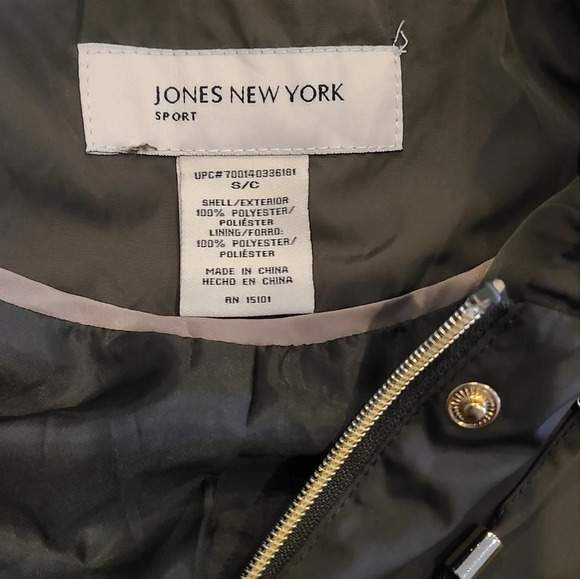 JONES NEW YORK
SPORT
UPC#700140336161
S/C
SHELL/EXTERIOR
100% POLYESTER/
POLIÉSTER
LINING/FORRO:
100% POLYESTER/
POLIÉSTER
MADE IN CHINA
HECHO EN CHINA
RN 15101